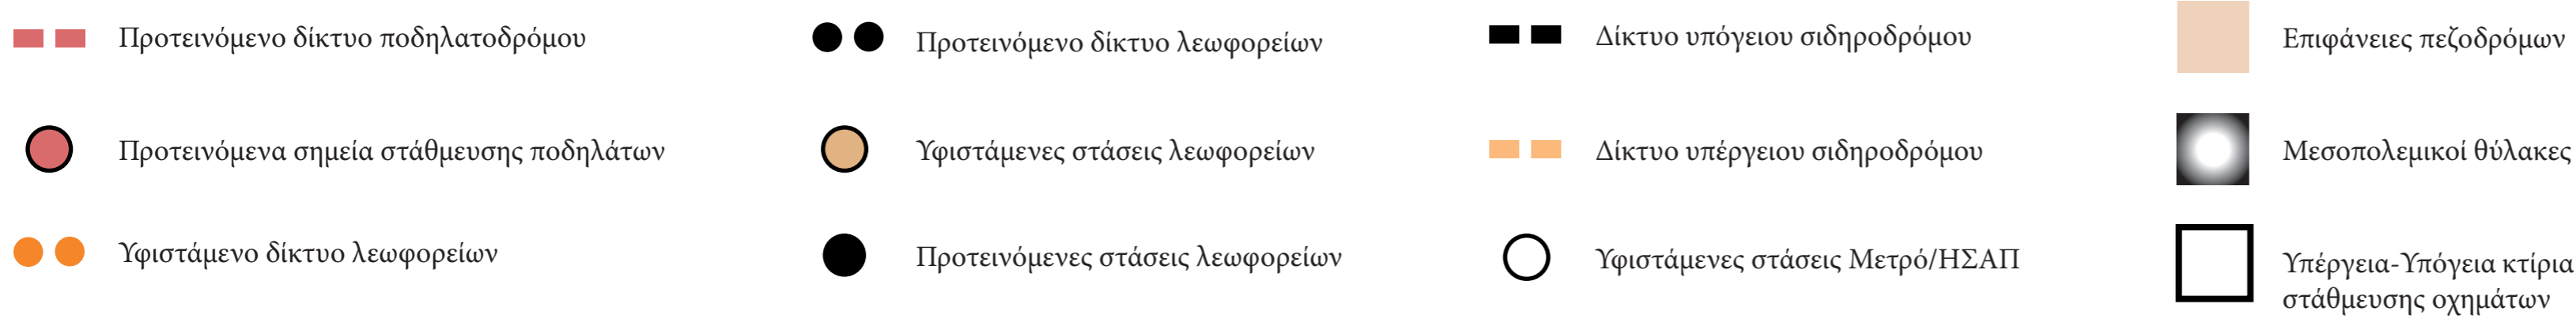 Προτεινόμενο δίκτυο ποδηλατοδρόμου
Προτεινόμενα σημεία στάθμευσης ποδηλάτων
Υφιστάμενο δίκτυο λεωφορείων
Προτεινόμενο δίκτυο λεωφορείων
Υφιστάμενες στάσεις λεωφορείων
Προτεινόμενες στάσεις λεωφορείων
Δίκτυο υπόγειου σιδηροδρόμου
Δίκτυο υπέργειου σιδηροδρόμου
Υφιστάμενες στάσεις Μετρό/ΗΣΑΠ
Επιφάνειες πεζοδρόμων
Μεσοπολεμικοί θύλακες
Υπέργεια-Υπόγεια κτίρια
στάθμευσης οχημάτων